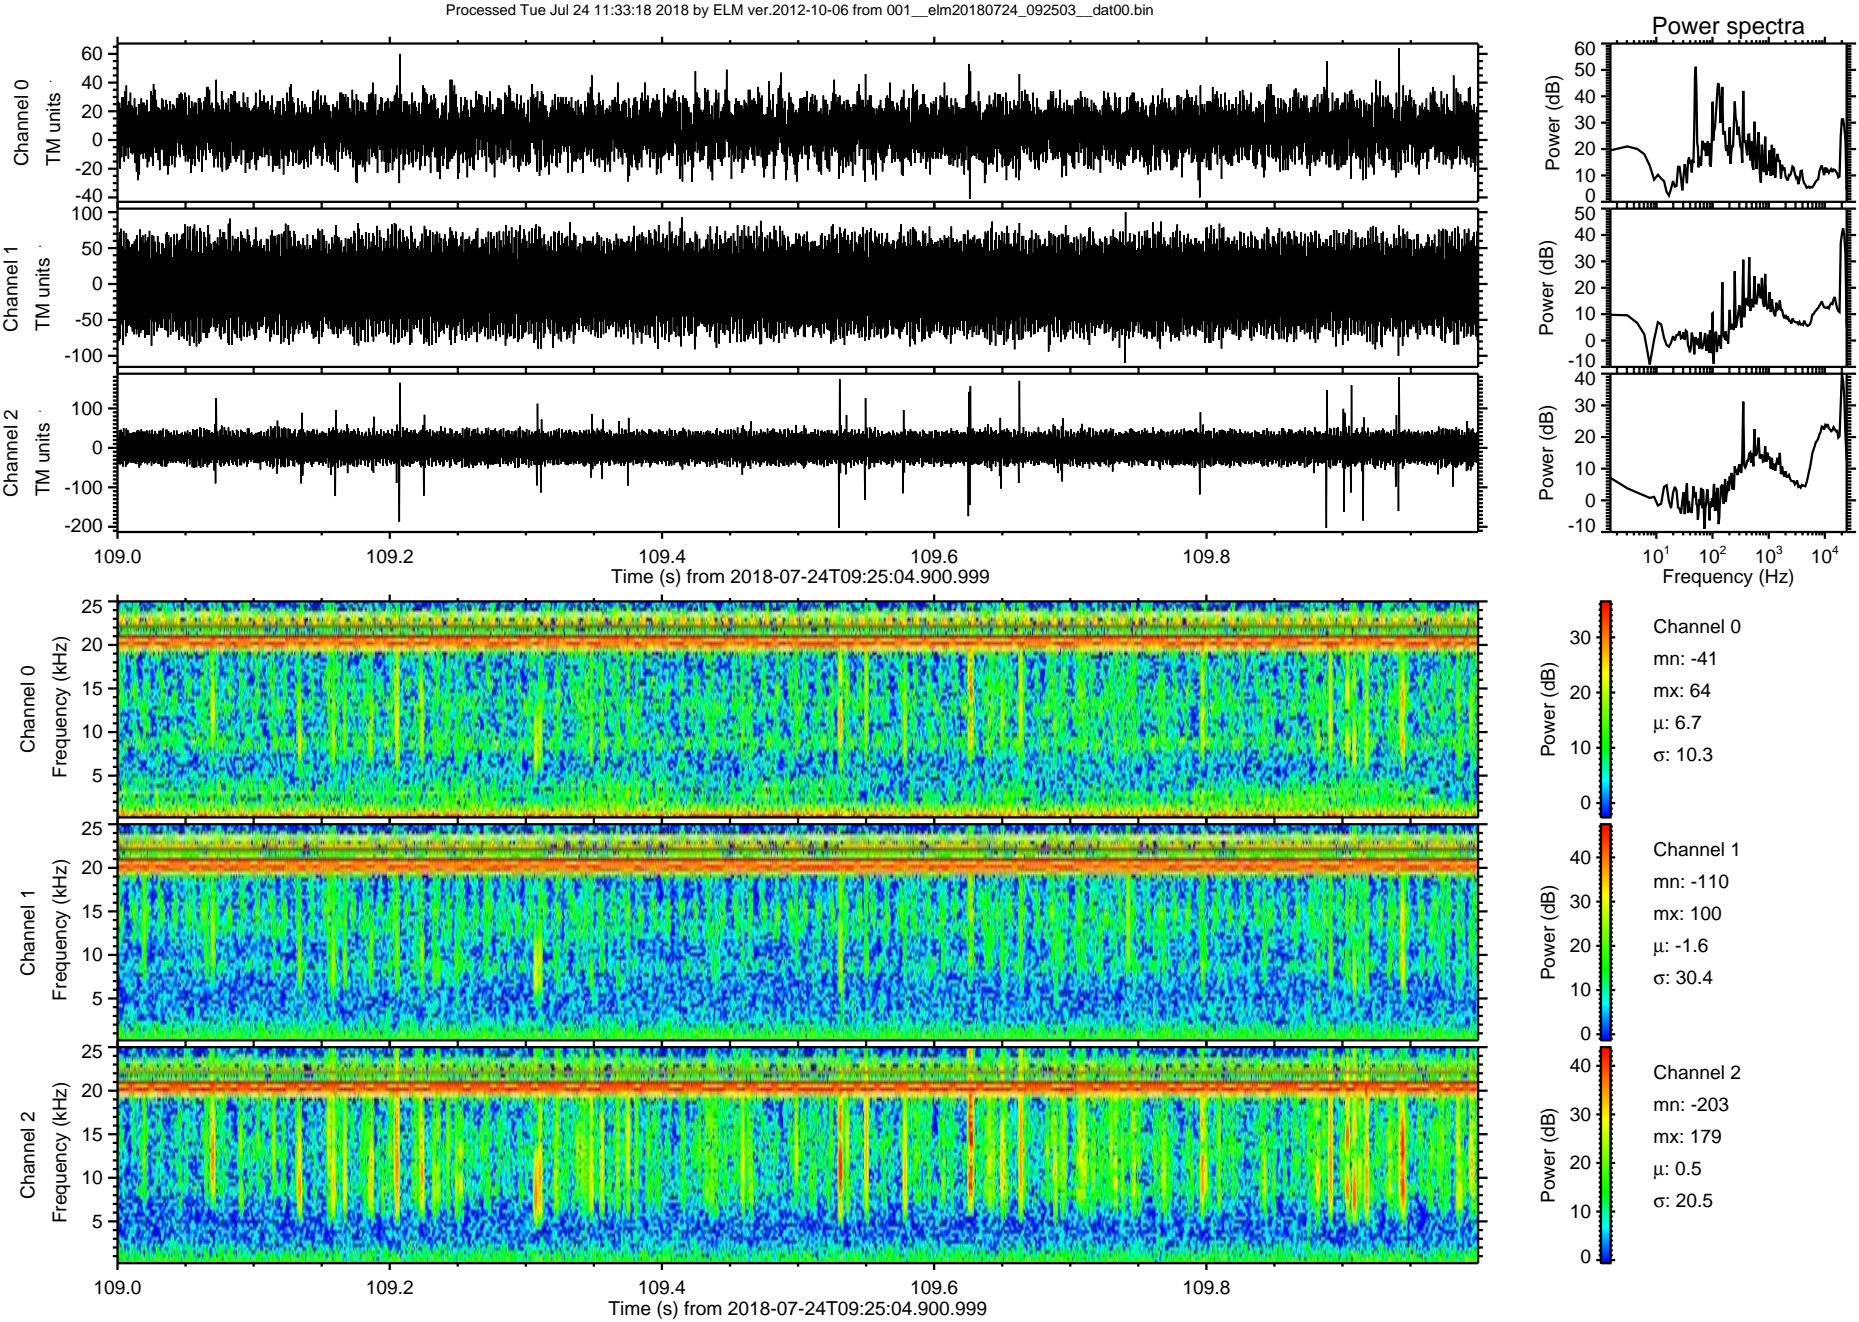 Processed Tue Jul 24 11:33:18 2018 by ELM ver.2012-10-06 from 001__elm20180724_092503__dat00.bin
Power spectra
Channel 0
TM units
60
40
20
0
-20
-40
Power (dB)
60
50
40
30
20
10
0
Channel 1
TM units
100
50
0
-50
-100
Power (dB)
50
40
30
20
10
0
-10
Channel 2
TM units
100
0
-100
-200
Power (dB)
40
30
20
10
0
-10
109.0 109.2 109.4 109.6 109.8
Time (s) from 2018-07-24T09:25:04.900.999
10^1 10^2 10^3 10^4
Frequency (Hz)
Channel 0
Frequency (kHz)
25
20
15
10
5
Power (dB)
30
20
10
0
Channel 0
mn: -41
mx: 64
μ: 6.7
σ: 10.3
Channel 1
Frequency (kHz)
25
20
15
10
5
Power (dB)
40
30
20
10
0
Channel 1
mn: -110
mx: 100
μ: -1.6
σ: 30.4
Channel 2
Frequency (kHz)
25
20
15
10
5
Power (dB)
40
30
20
10
0
Channel 2
mn: -203
mx: 179
μ: 0.5
σ: 20.5
109.0 109.2 109.4 109.6 109.8
Time (s) from 2018-07-24T09:25:04.900.999